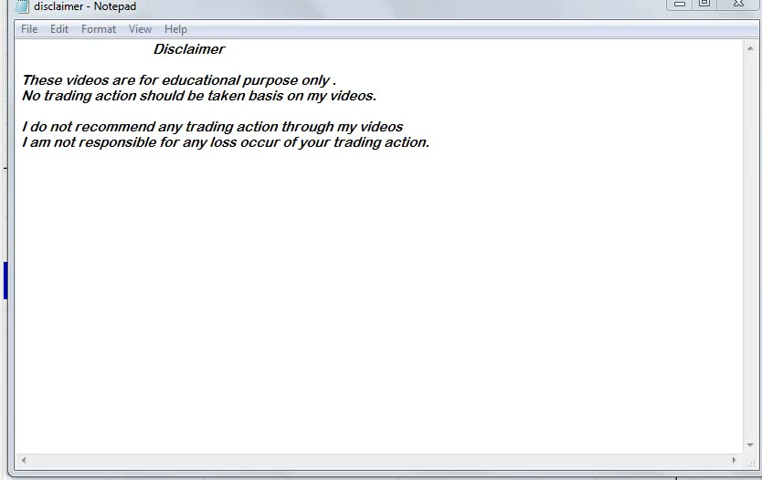 disclaimer - Notepad
File Edit Format View Help
Disclaimer
These videos are for educational purpose only .
No trading action should be taken basis on my videos.
I do not recommend any trading action through my videos
I am not responsible for any loss occur of your trading action.